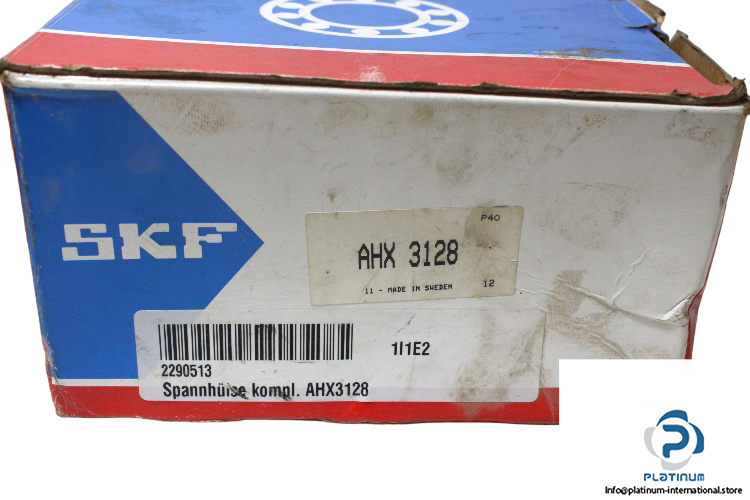 SKF
P40
AHX 3128
11 - MADE IN SWEDEN 12
1I1E2
2290513
Spannhülse kompl. AHX3128
PLATINUM
Info@platinum-international.store